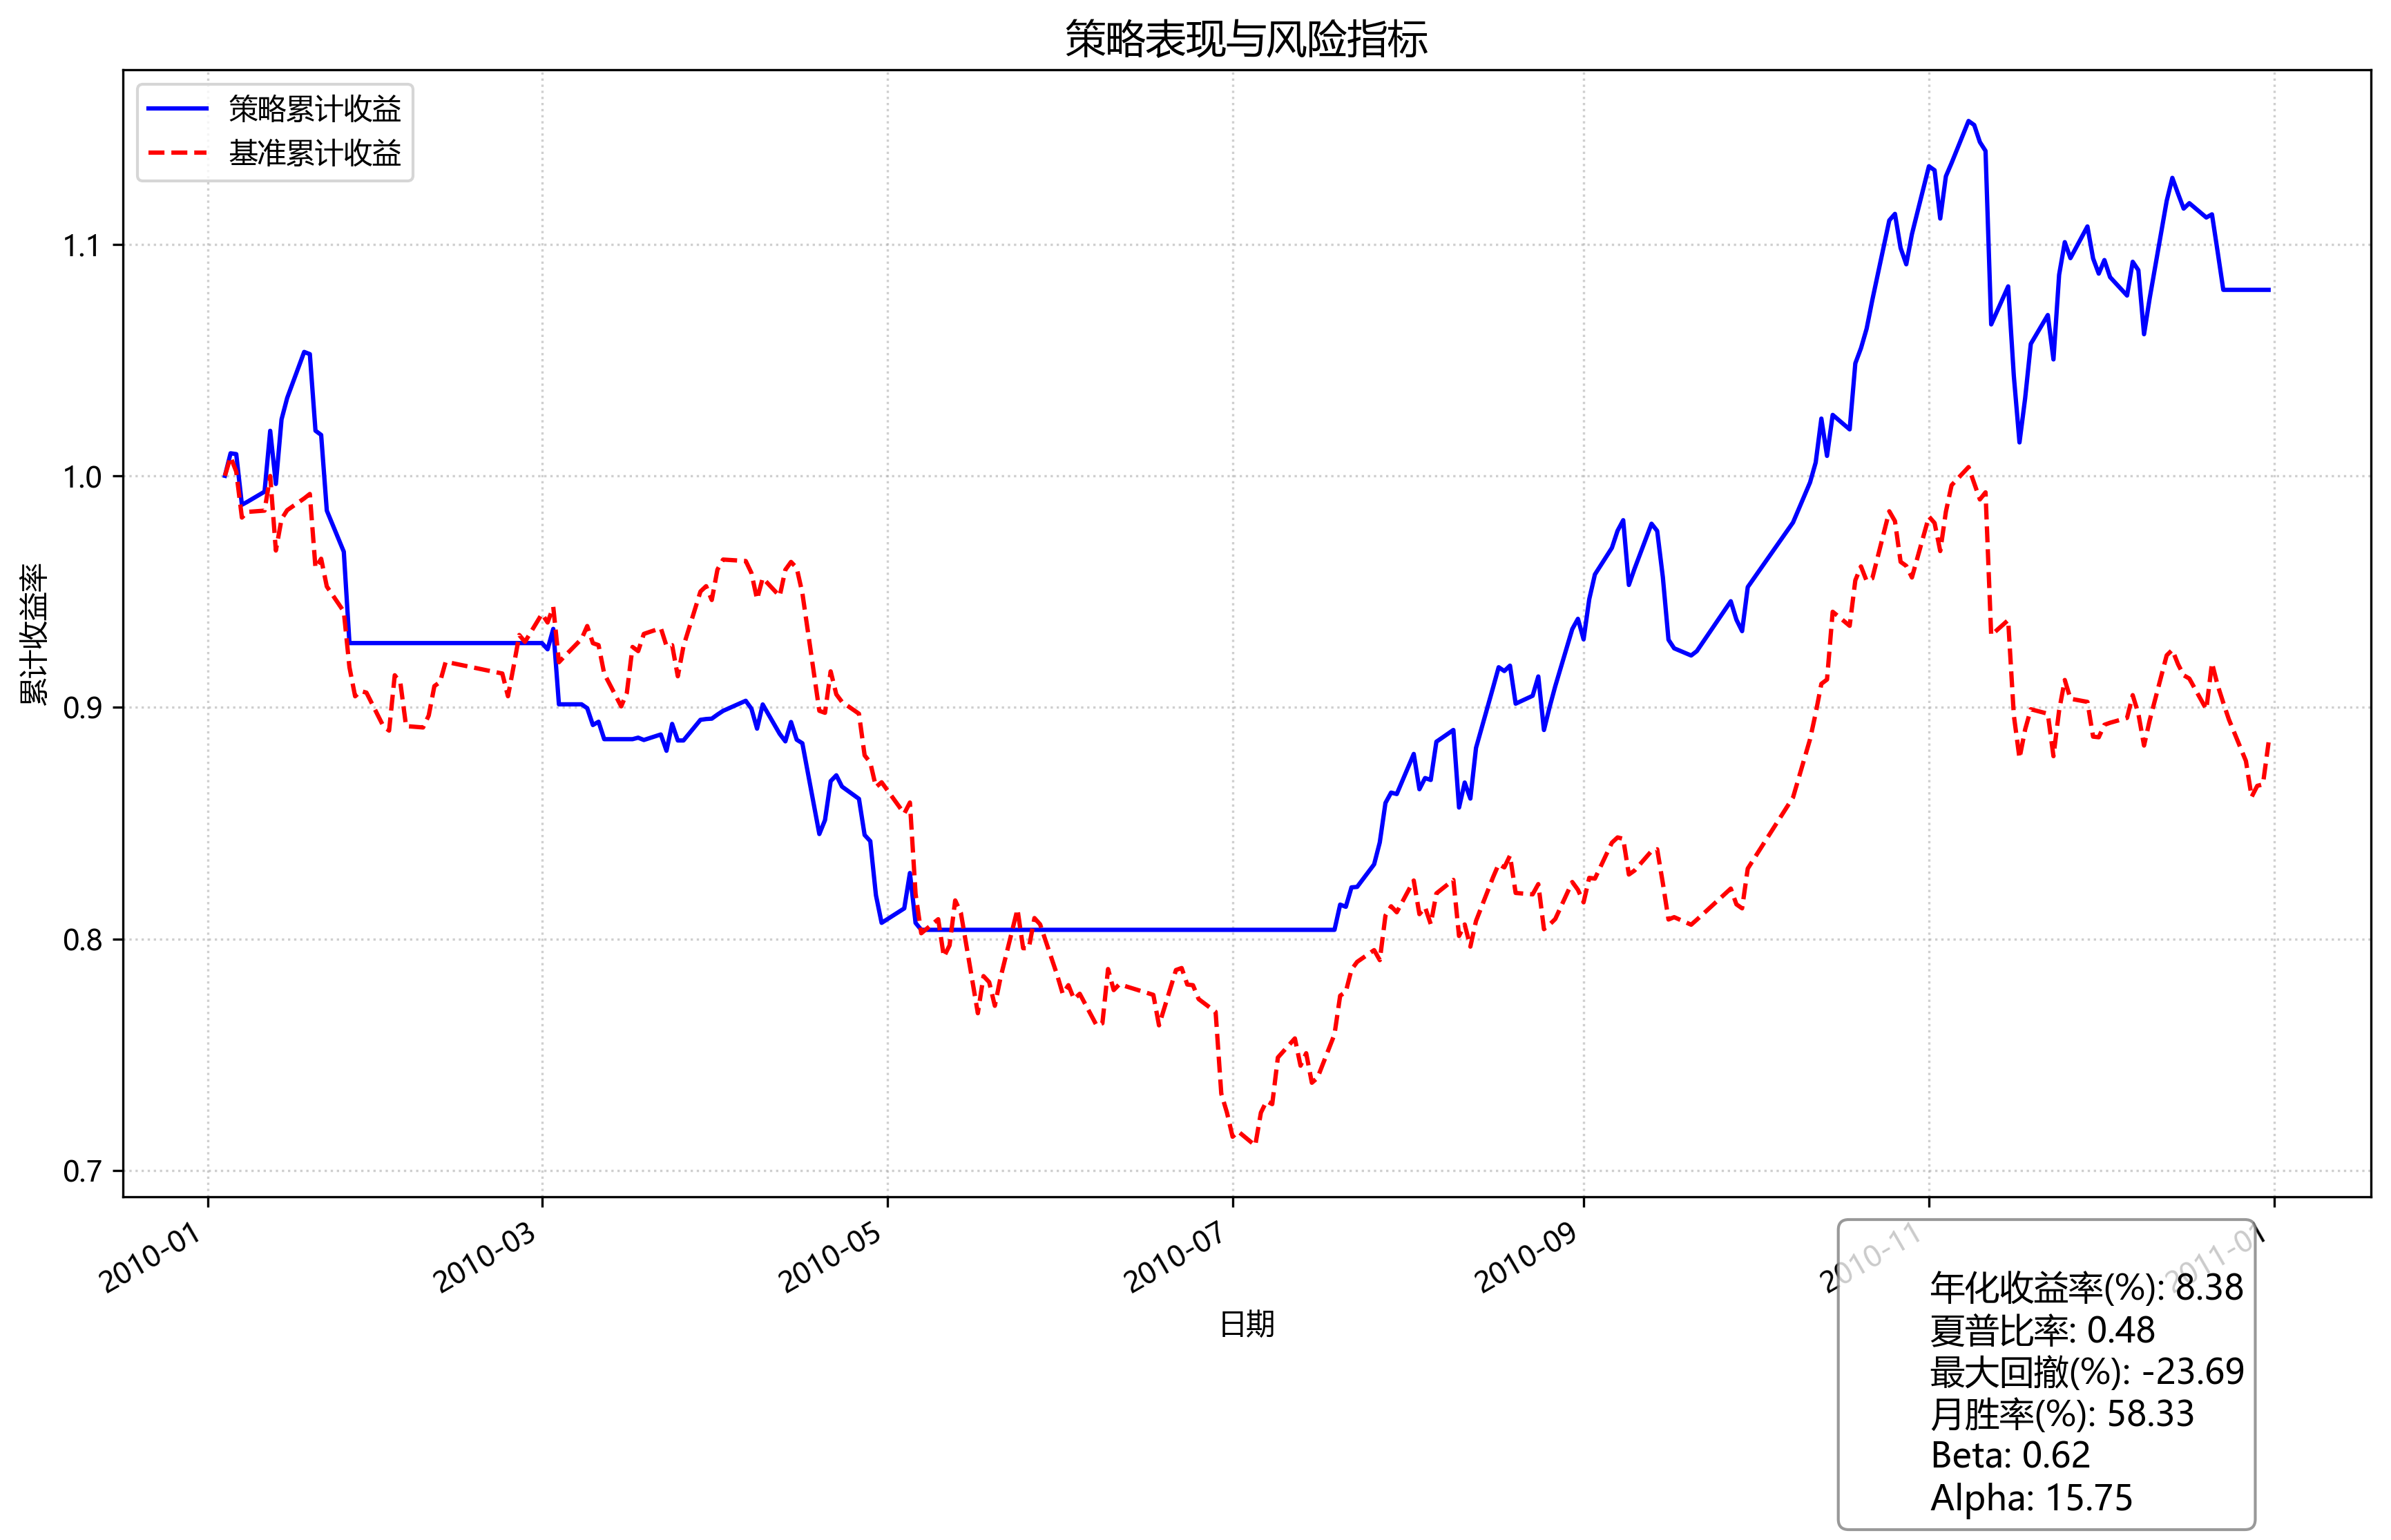 策略表现与风险指标
策略累计收益
基准累计收益
累计收益率
1.1
1.0
0.9
0.8
0.7
2010-01
2010-03
2010-05
2010-07
2010-09
2010-11
2011-01
日期
年化收益率(%): 8.38
夏普比率: 0.48
最大回撤(%): -23.69
月胜率(%): 58.33
Beta: 0.62
Alpha: 15.75